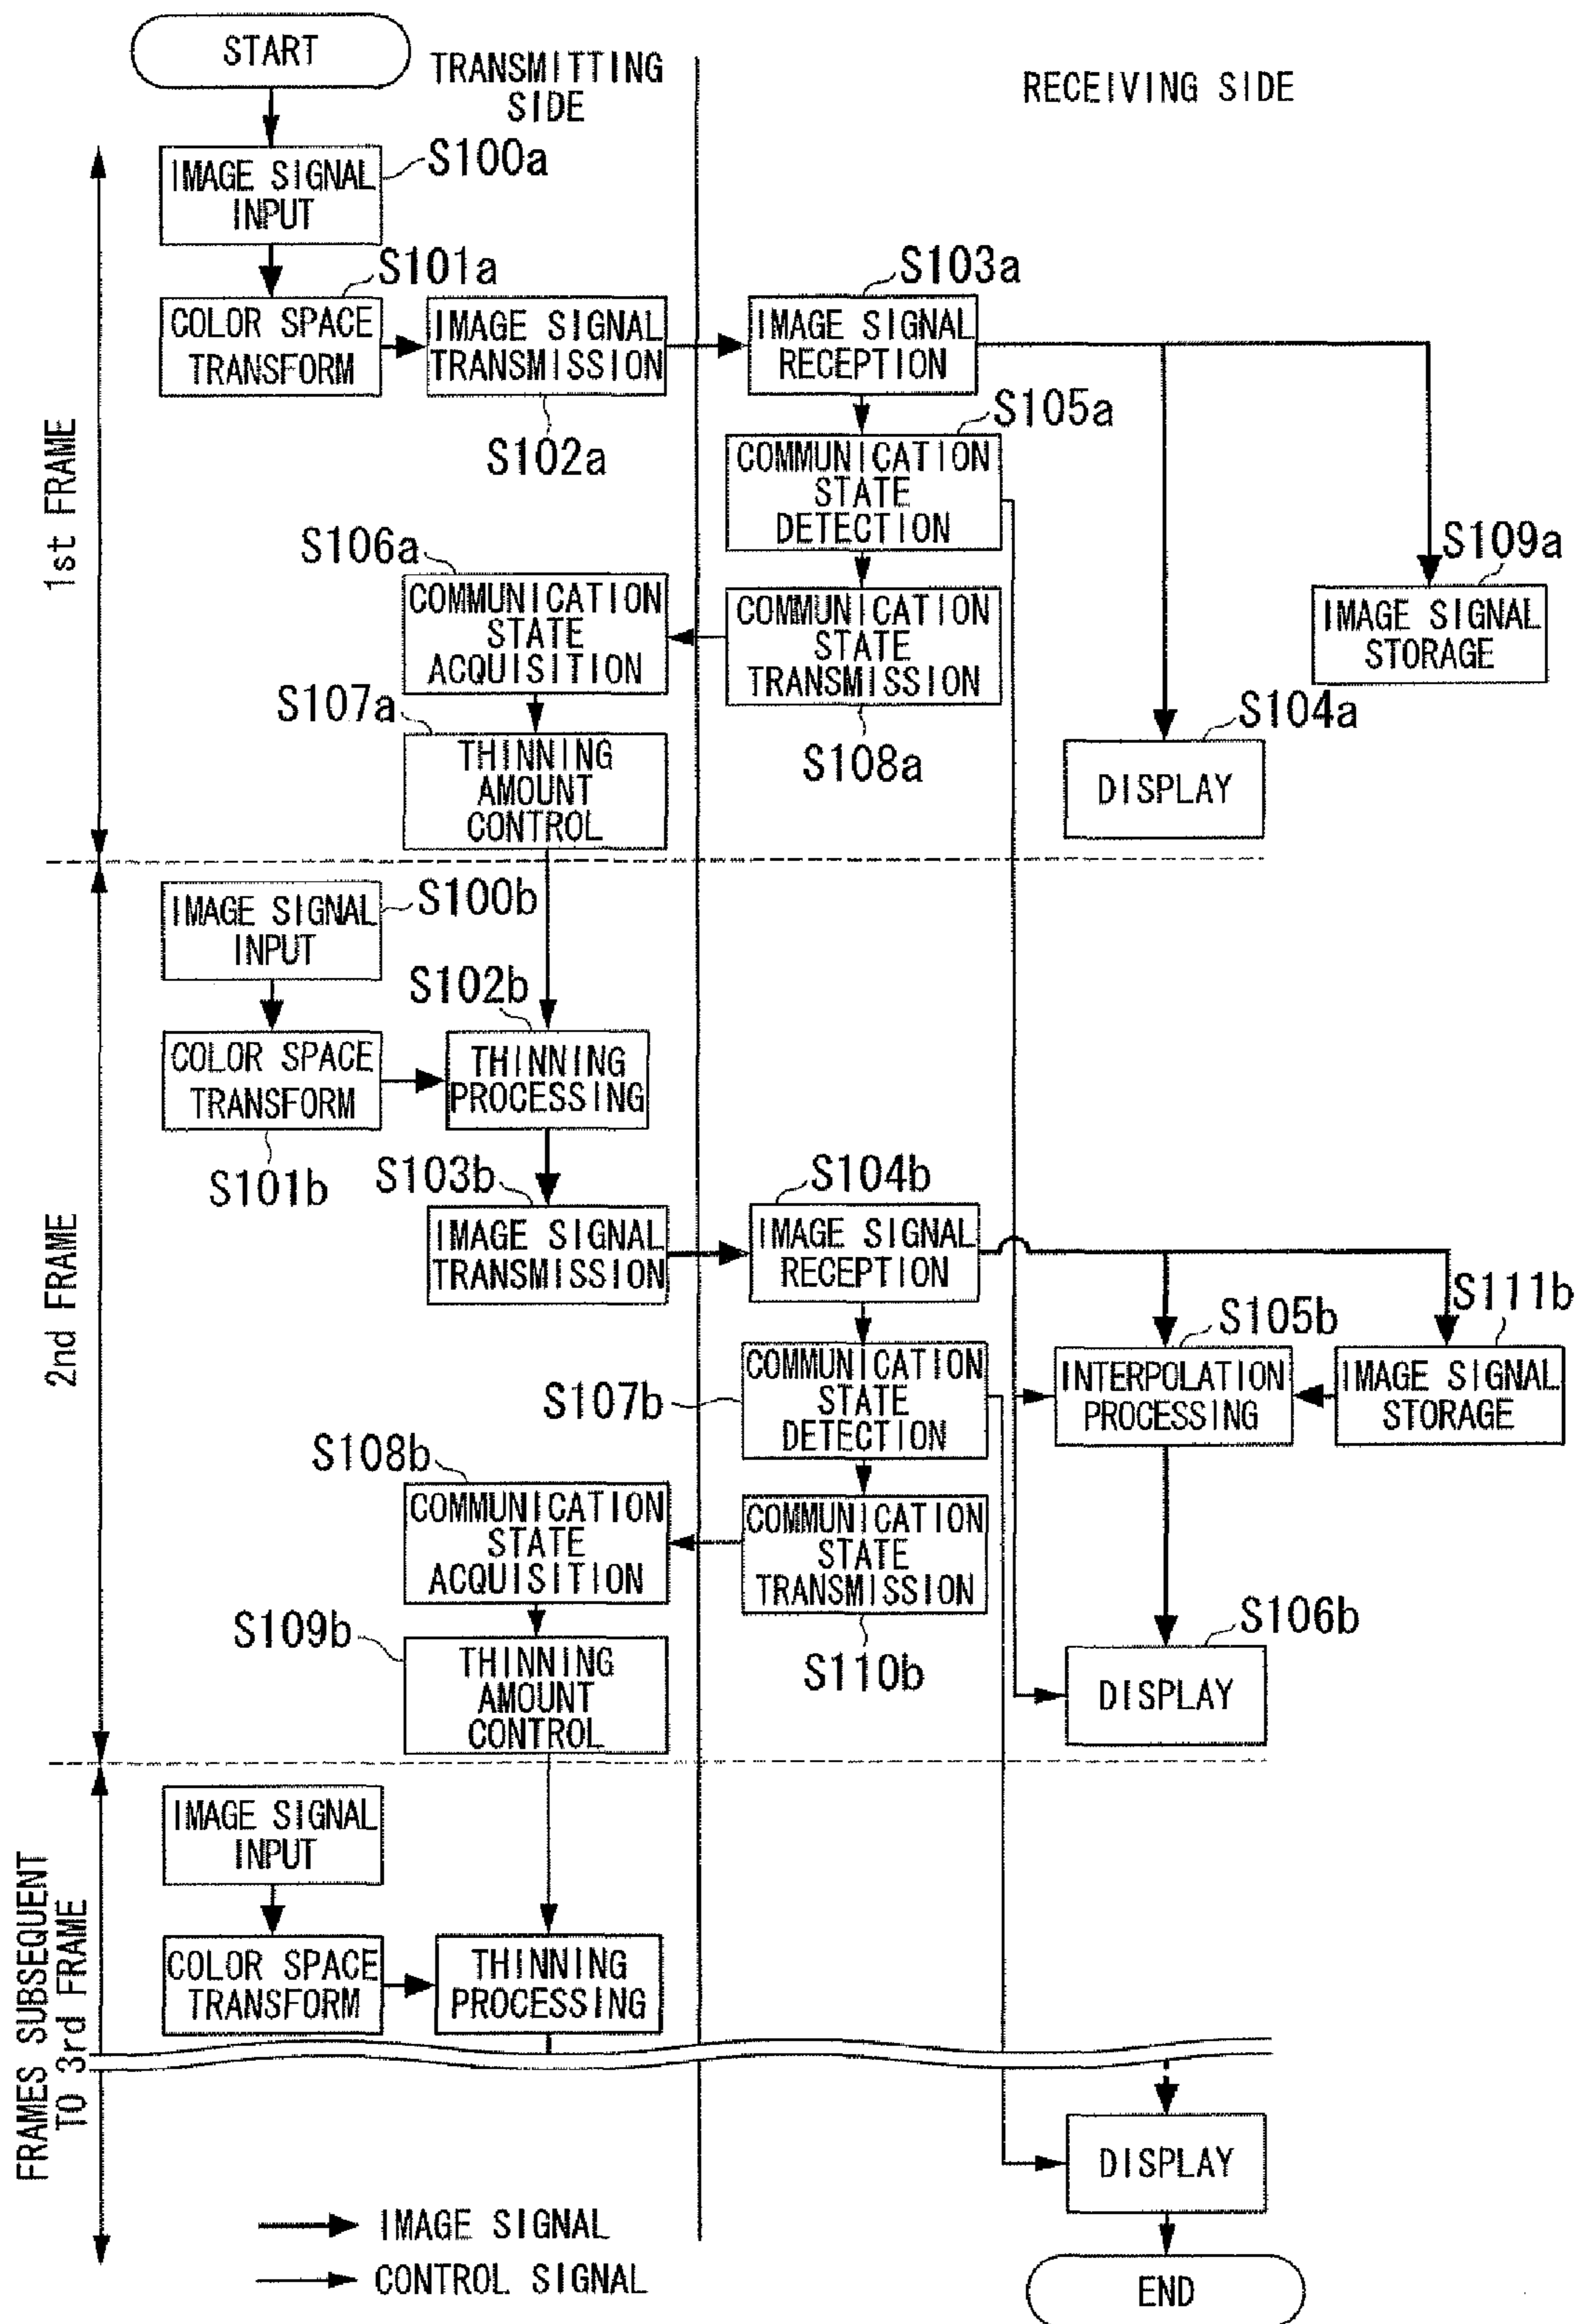 START
TRANSMITTING
SIDE
RECEIVING SIDE
1st FRAME
S100a
IMAGE SIGNAL
INPUT
S101a
COLOR SPACE
TRANSFORM
IMAGE SIGNAL
TRANSMISSION
S102a
S103a
IMAGE SIGNAL
RECEPTION
S105a
COMMUNICATION
STATE
DETECTION
S106a
COMMUNICATION
STATE
ACQUISITION
COMMUNICATION
STATE
TRANSMISSION
S108a
S109a
IMAGE SIGNAL
STORAGE
S107a
THINNING
AMOUNT
CONTROL
S104a
DISPLAY
2nd FRAME
S100b
IMAGE SIGNAL
INPUT
S102b
COLOR SPACE
TRANSFORM
S101b
THINNING
PROCESSING
S103b
IMAGE SIGNAL
TRANSMISSION
S104b
IMAGE SIGNAL
RECEPTION
S105b
S111b
S107b
COMMUNICATION
STATE
DETECTION
INTERPOLATION
PROCESSING
IMAGE SIGNAL
STORAGE
S108b
COMMUNICATION
STATE
ACQUISITION
COMMUNICATION
STATE
TRANSMISSION
S110b
S109b
THINNING
AMOUNT
CONTROL
S106b
DISPLAY
FRAMES SUBSEQUENT
TO 3rd FRAME
IMAGE SIGNAL
INPUT
COLOR SPACE
TRANSFORM
THINNING
PROCESSING
DISPLAY
IMAGE SIGNAL
CONTROL SIGNAL
END